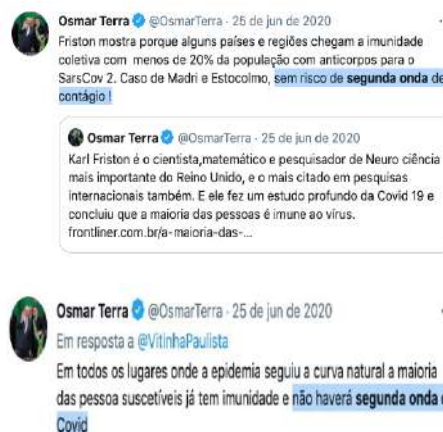 Osmar Terra @OsmarTerra · 25 de jun de 2020
Friston mostra porque alguns países e regiões chegam a imunidade
coletiva com menos de 20% da população com anticorpos para o
SarsCov 2. Caso de Madri e Estocolmo, sem risco de segunda onda de
contágio !
Osmar Terra @OsmarTerra · 25 de jun de 2020
Karl Friston é o cientista,matemático e pesquisador de Neuro ciência
mais importante do Reino Unido, e o mais citado em pesquisas
internacionais também. E ele fez um estudo profundo da Covid 19 e
concluiu que a maioria das pessoas é imune ao vírus.
frontliner.com.br/a-maioria-das-...
Osmar Terra @OsmarTerra · 25 de jun de 2020
Em resposta a @VitinhaPaulista
Em todos os lugares onde a epidemia seguiu a curva natural a maioria
das pessoa suscetíveis já tem imunidade e não haverá segunda onda
Covid